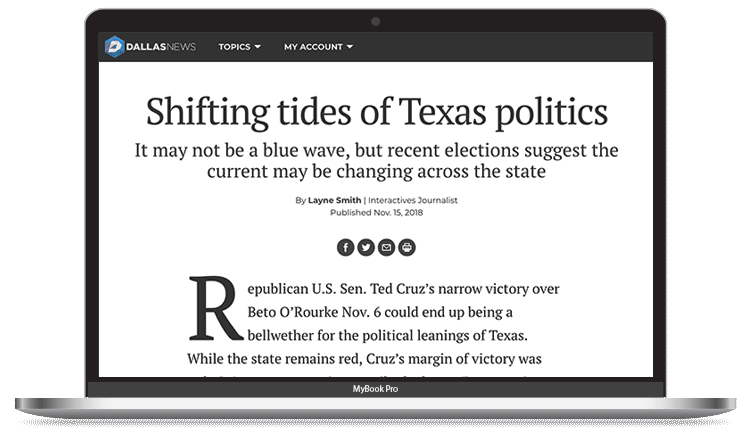 DALLASNEWS TOPICS MY ACCOUNT
Shifting tides of Texas politics
It may not be a blue wave, but recent elections suggest the
current may be changing across the state
By Layne Smith | Interactives Journalist
Published Nov. 15, 2018
Republican U.S. Sen. Ted Cruz’s narrow victory over
Beto O’Rourke Nov. 6 could end up being a
bellwether for the political leanings of Texas.
While the state remains red, Cruz’s margin of victory was
MyBook Pro